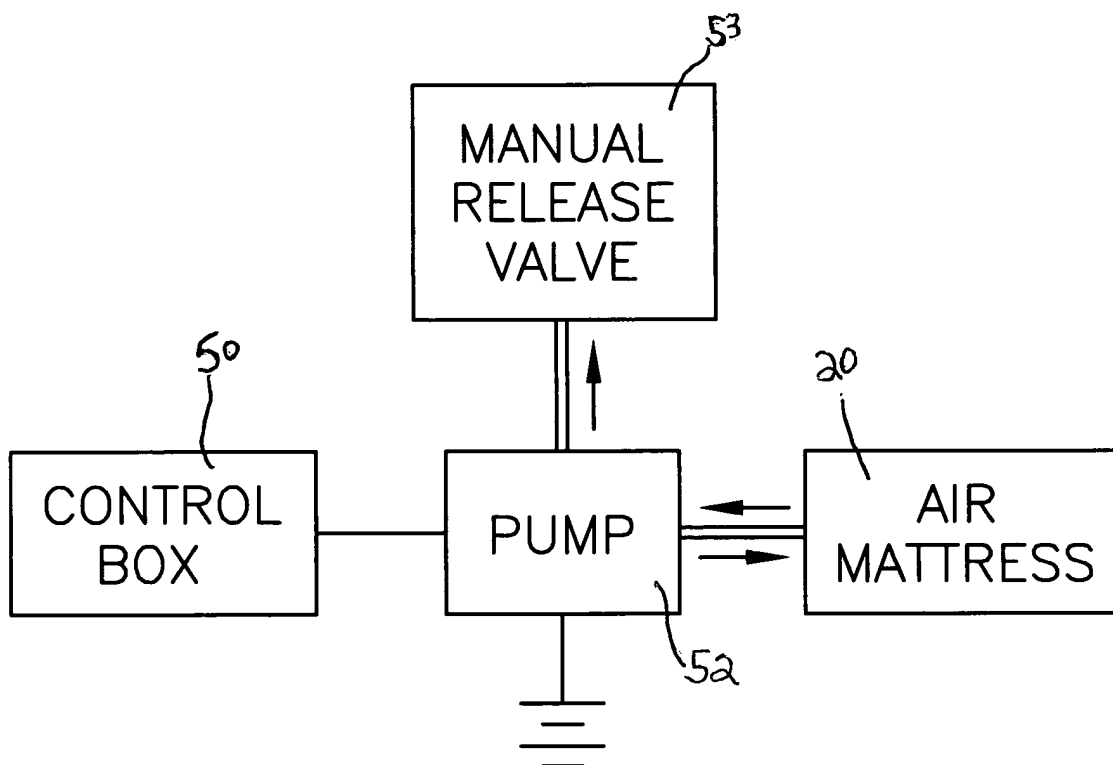 53
MANUAL
RELEASE
VALVE
50
20
CONTROL
BOX
PUMP
AIR
MATTRESS
52